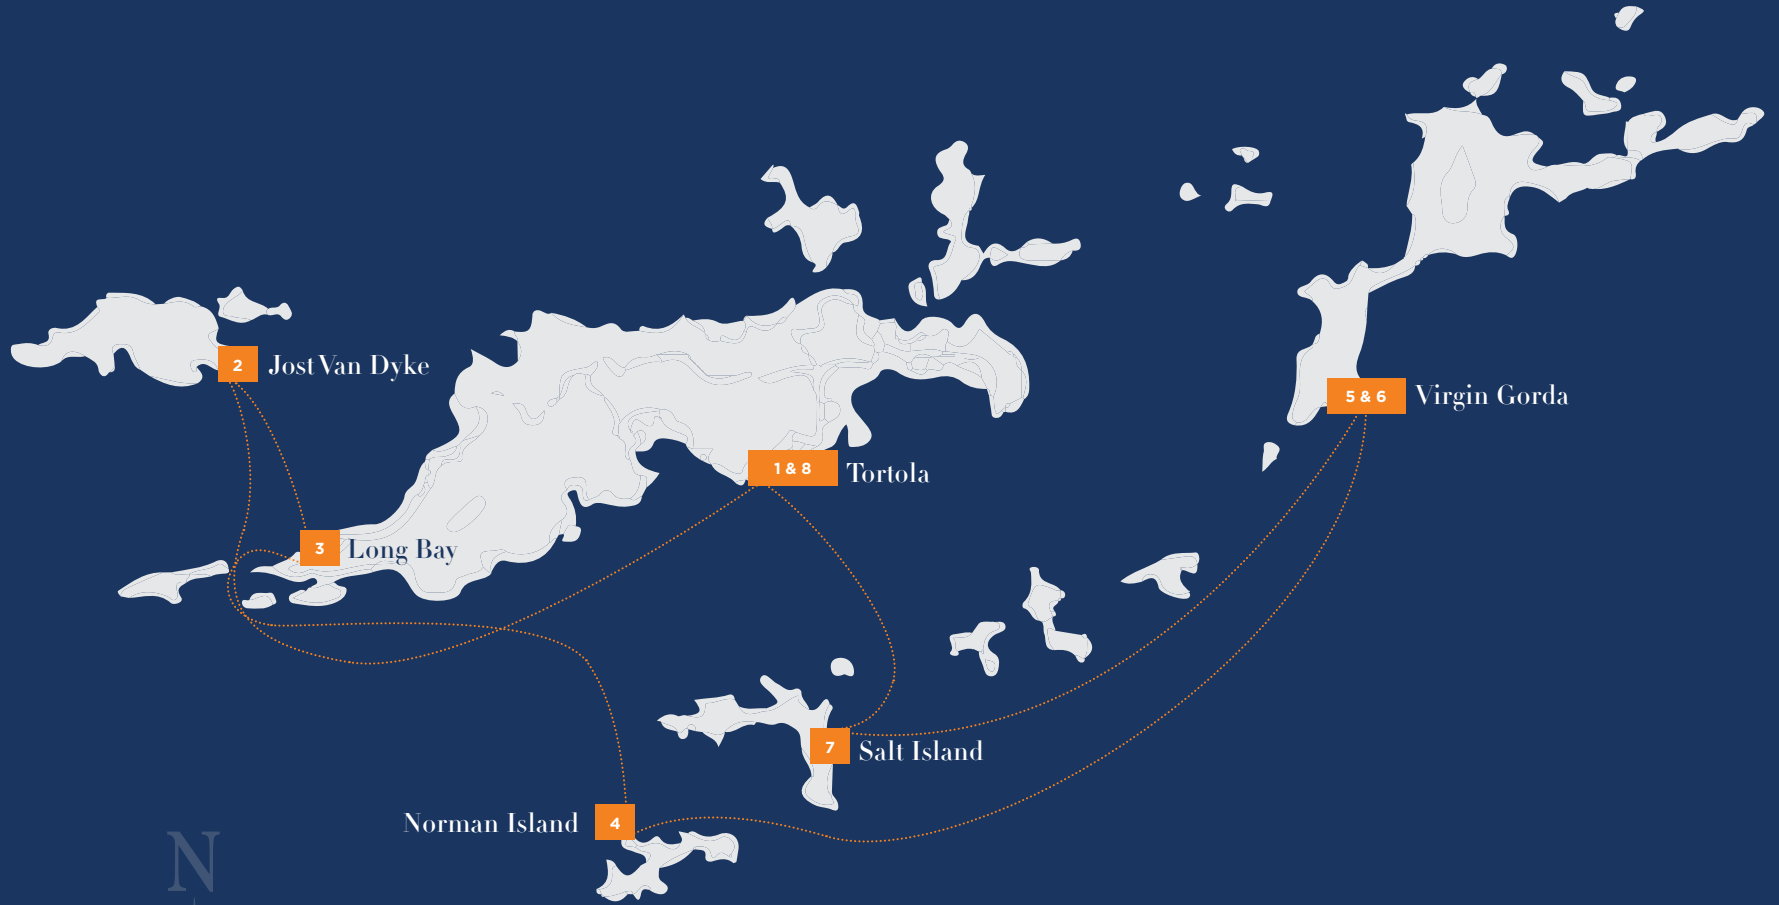 2
Jost Van Dyke
5 & 6
Virgin Gorda
1 & 8
Tortola
3
Long Bay
7
Salt Island
Norman Island
4
N